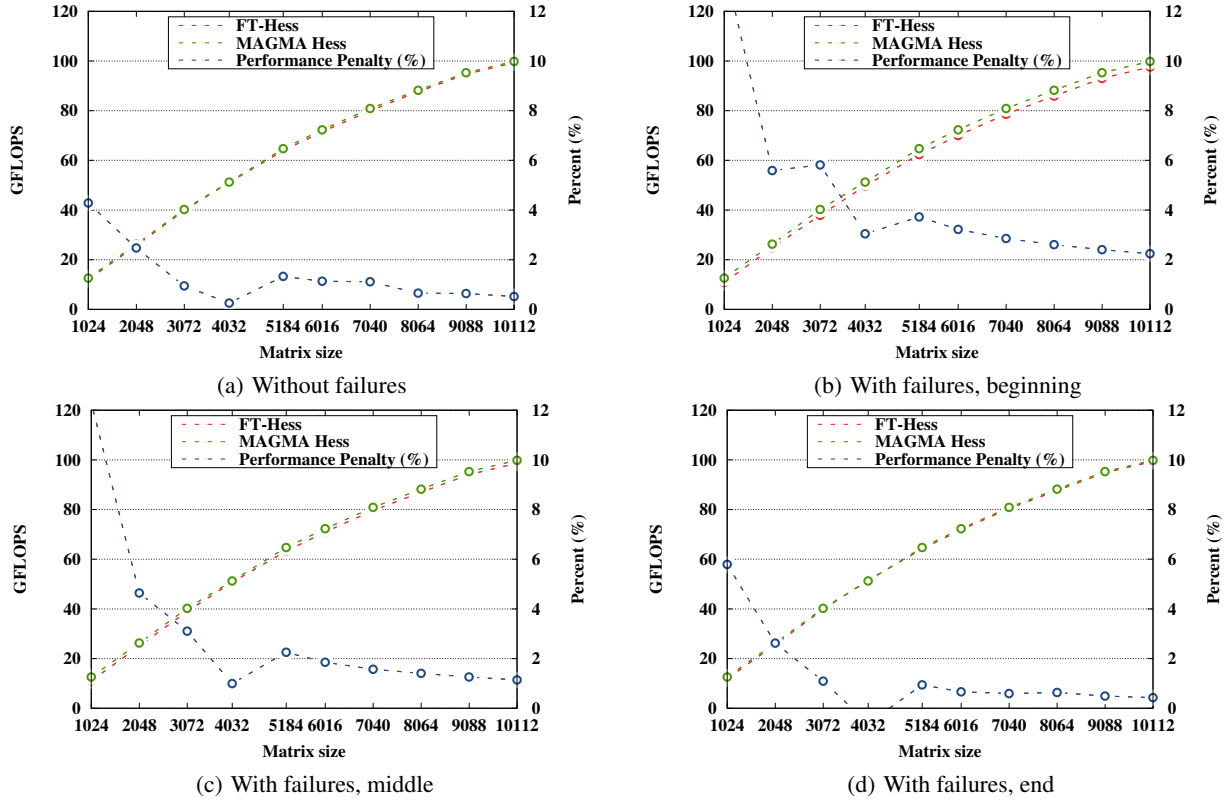 120
100
80
60
40
20
0
GFLOPS
FT-Hess
MAGMA Hess
Performance Penalty (%)
12
10
8
6
4
2
0
Percent (%)
1024 2048 3072 4032 5184 6016 7040 8064 9088 10112
Matrix size
(a) Without failures
120
100
80
60
40
20
0
GFLOPS
FT-Hess
MAGMA Hess
Performance Penalty (%)
12
10
8
6
4
2
0
Percent (%)
1024 2048 3072 4032 5184 6016 7040 8064 9088 10112
Matrix size
(b) With failures, beginning
120
100
80
60
40
20
0
GFLOPS
FT-Hess
MAGMA Hess
Performance Penalty (%)
12
10
8
6
4
2
0
Percent (%)
1024 2048 3072 4032 5184 6016 7040 8064 9088 10112
Matrix size
(c) With failures, middle
120
100
80
60
40
20
0
GFLOPS
FT-Hess
MAGMA Hess
Performance Penalty (%)
12
10
8
6
4
2
0
Percent (%)
1024 2048 3072 4032 5184 6016 7040 8064 9088 10112
Matrix size
(d) With failures, end